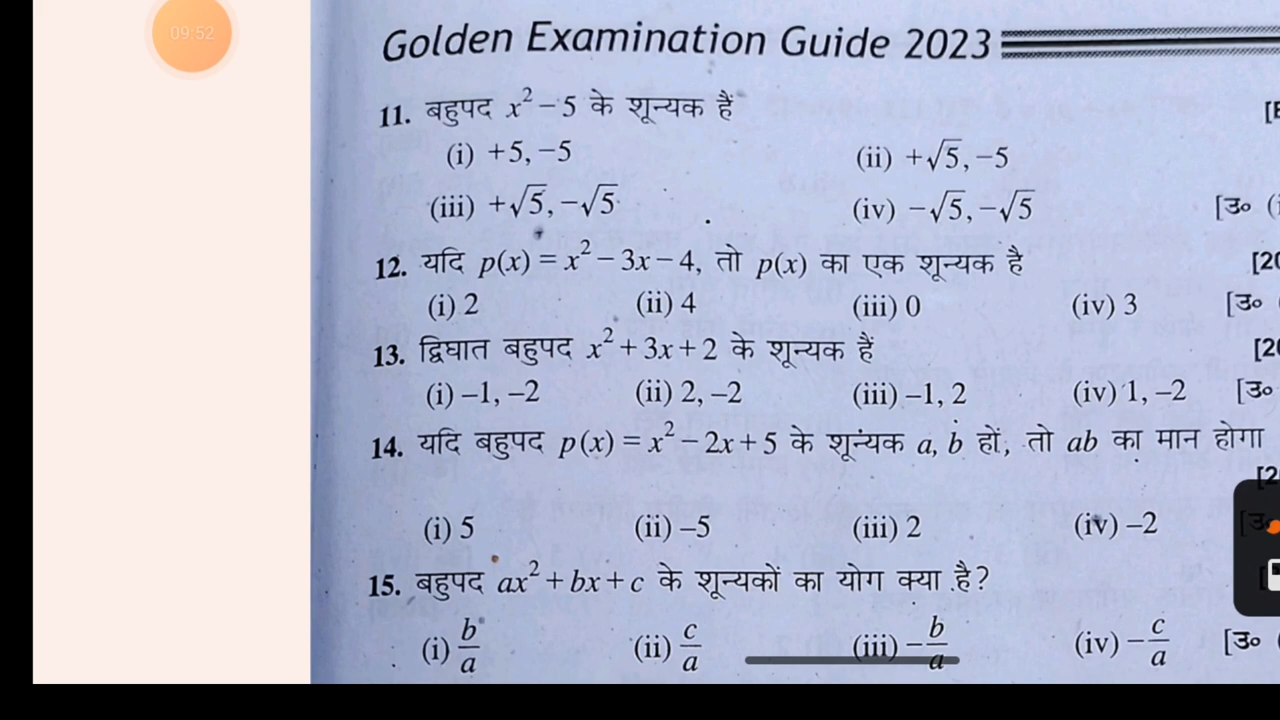 09:52
Golden Examination Guide 2023
11. बहुपद x² − 5 के शून्यक हैं
(i) +5, −5 (ii) +√5, −5
(iii) +√5, −√5 (iv) −√5, −√5 [उ०
12. यदि p(x) = x² − 3x − 4, तो p(x) का एक शून्यक है
(i) 2 (ii) 4 (iii) 0 (iv) 3 [उ०
13. द्विघात बहुपद x² + 3x + 2 के शून्यक हैं
(i) −1, −2 (ii) 2, −2 (iii) −1, 2 (iv) 1, −2 [उ०
14. यदि बहुपद p(x) = x² − 2x + 5 के शून्यक a, b हों, तो ab का मान होगा
(i) 5 (ii) −5 (iii) 2 (iv) −2
15. बहुपद ax² + bx + c के शून्यकों का योग क्या है?
(i) b/a (ii) c/a (iii) −b/a (iv) −c/a [उ०